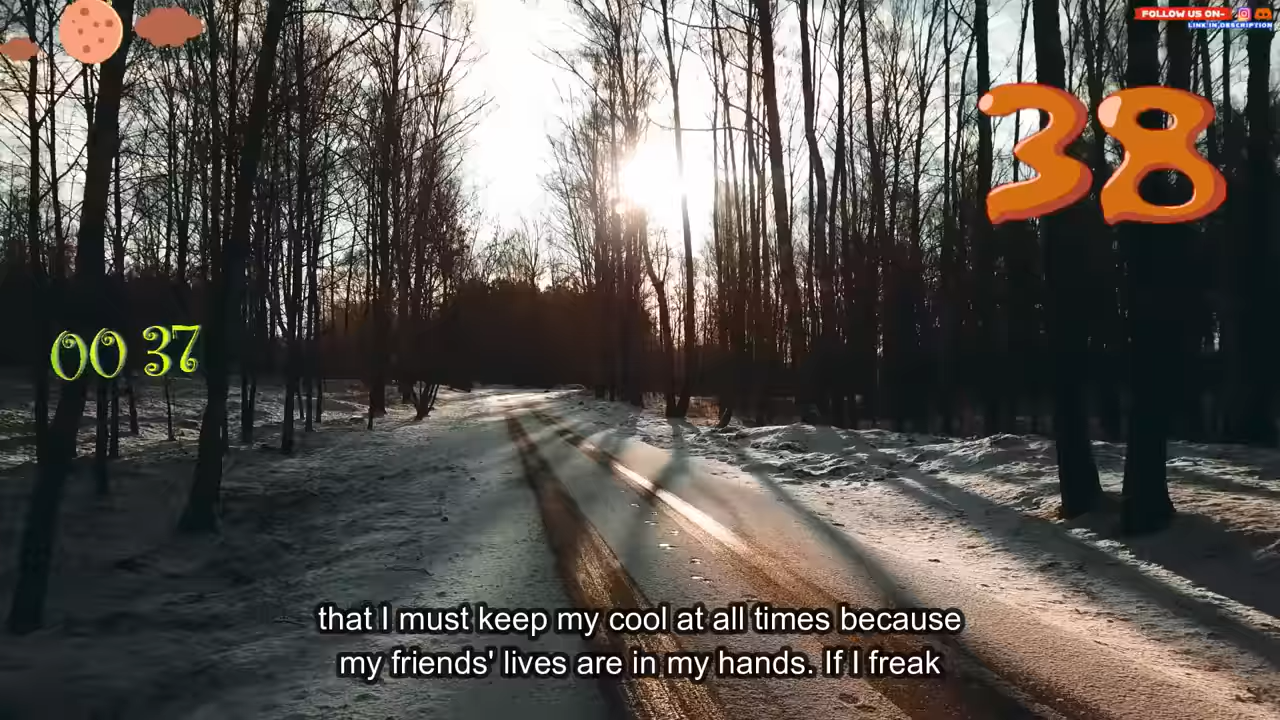 FOLLOW US ON-
LINK IN DESCRIPTION
38
00 37
that I must keep my cool at all times because
my friends' lives are in my hands. If I freak